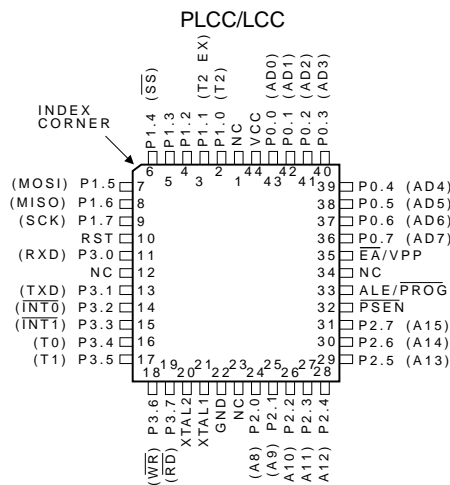 PLCC/LCC
INDEX
CORNER
P1.4 (SS)
P1.3
P1.2
P1.1 (T2 EX)
P1.0 (T2)
NC
VCC
P0.0 (AD0)
P0.1 (AD1)
P0.2 (AD2)
P0.3 (AD3)
6
5
4
3
2
1
44
43
42
41
40
(MOSI) P1.5 7
(MISO) P1.6 8
(SCK) P1.7 9
RST 10
(RXD) P3.0 11
NC 12
(TXD) P3.1 13
(INT0) P3.2 14
(INT1) P3.3 15
(T0) P3.4 16
(T1) P3.5 17
39 P0.4 (AD4)
38 P0.5 (AD5)
37 P0.6 (AD6)
36 P0.7 (AD7)
35 EA/VPP
34 NC
33 ALE/PROG
32 PSEN
31 P2.7 (A15)
30 P2.6 (A14)
29 P2.5 (A13)
18
19
20
21
22
23
24
25
26
27
28
(WR) P3.6
(RD) P3.7
XTAL2
XTAL1
GND
NC
(A8) P2.0
(A9) P2.1
A10) P2.2
A11) P2.3
A12) P2.4